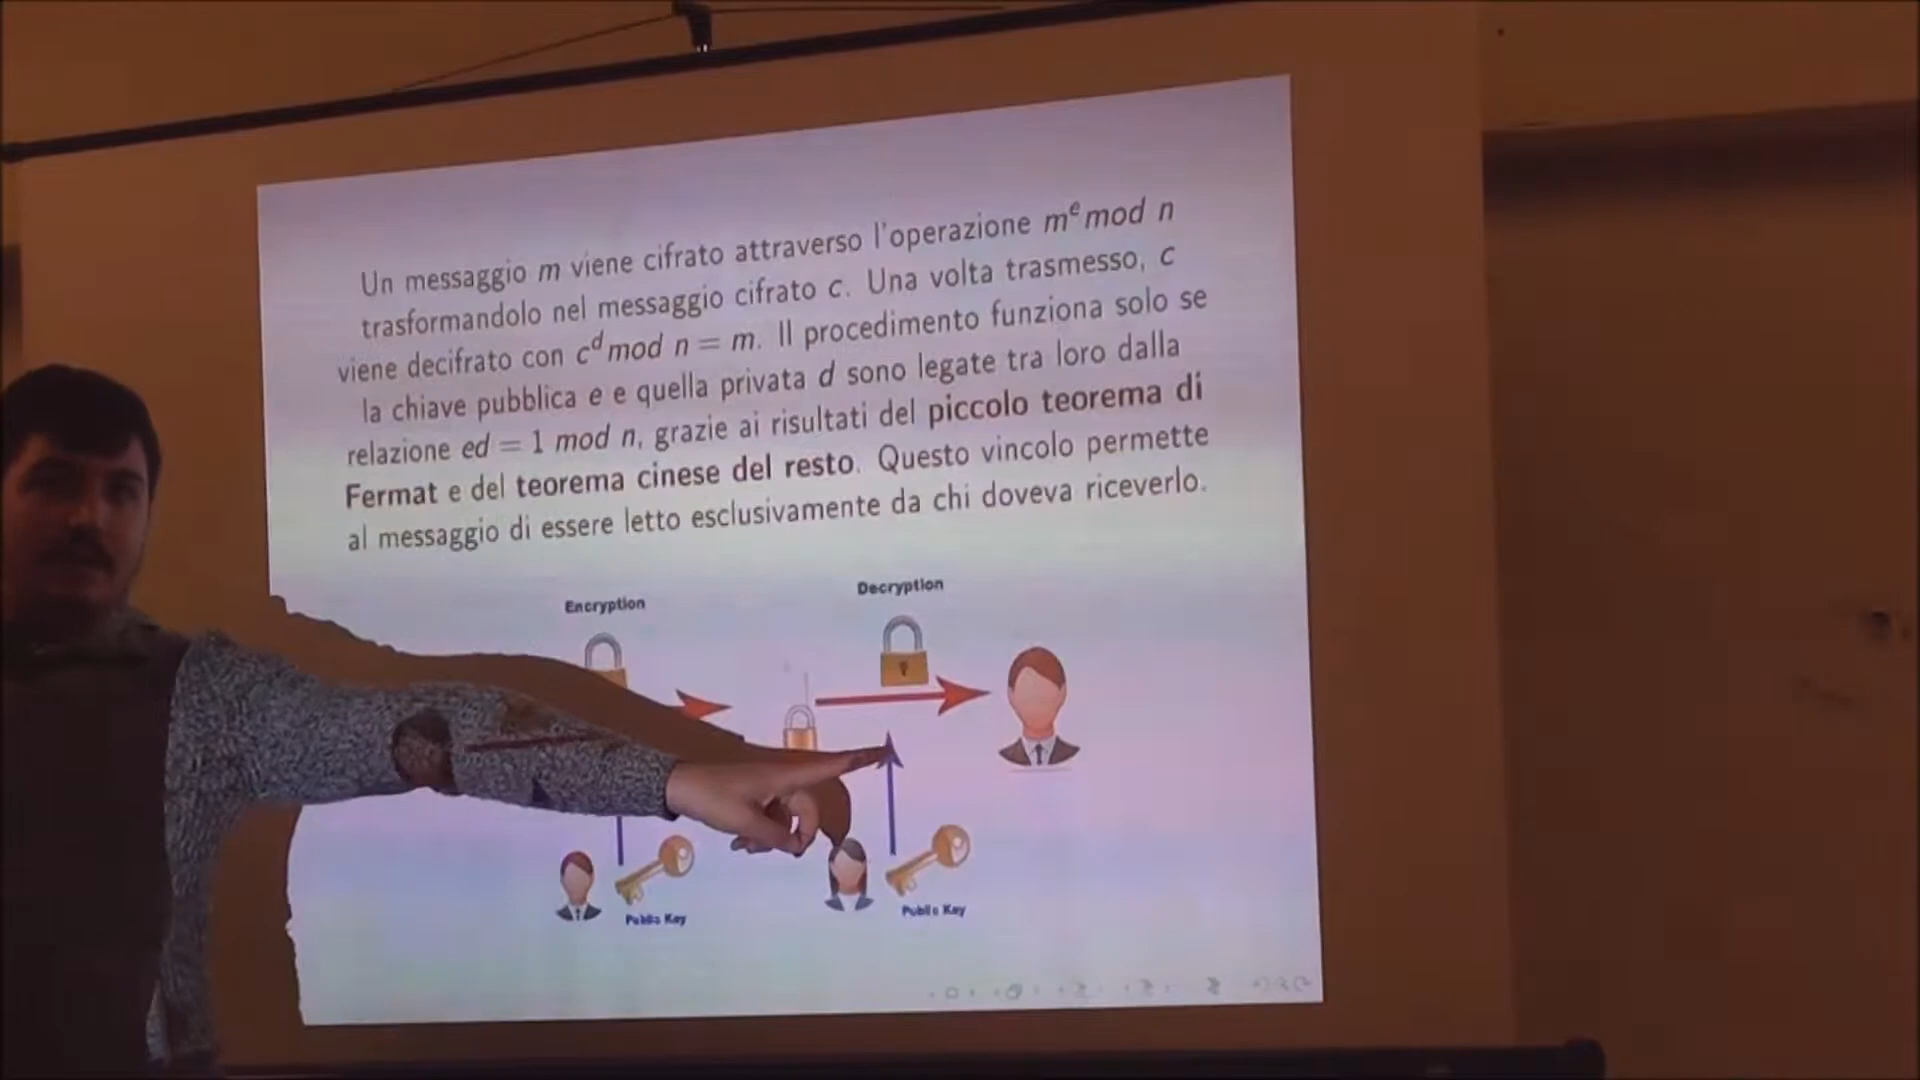 Un messaggio m viene cifrato attraverso l'operazione mᵉ mod n
trasformandolo nel messaggio cifrato c. Una volta trasmesso, c
viene decifrato con cᵈ mod n = m. Il procedimento funziona solo se
la chiave pubblica e e quella privata d sono legate tra loro dalla
relazione ed = 1 mod n, grazie ai risultati del piccolo teorema di
Fermat e del teorema cinese del resto. Questo vincolo permette
al messaggio di essere letto esclusivamente da chi doveva riceverlo.
Encryption
Decryption
Public Key
Public Key